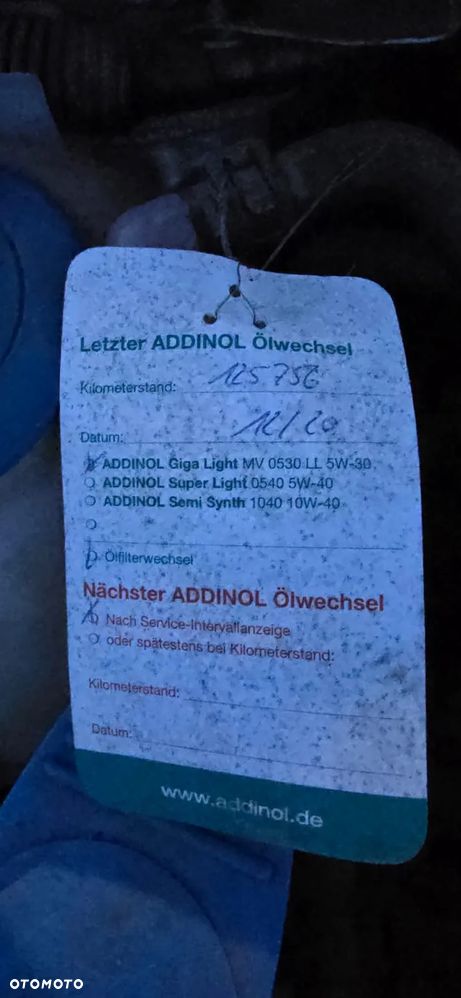 Letzter ADDINOL Ölwechsel
Kilometerstand: 125756
Datum: 12/20
ADDINOL Giga Light MV 0530 LL 5W-30
ADDINOL Super Light 0540 5W-40
ADDINOL Semi Synth 1040 10W-40
Ölfilterwechsel
Nächster ADDINOL Ölwechsel
Nach Service-Intervallanzeige
oder spätestens bei Kilometerstand:
Kilometerstand:
Datum:
www.addinol.de
OTOMOTO